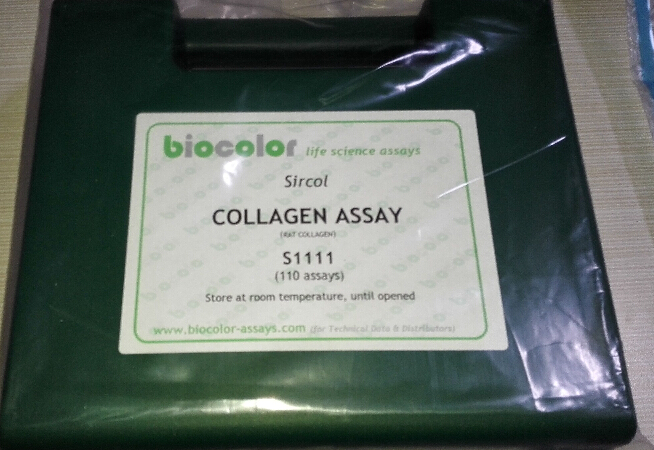 biocolor life science assays
Sircol
COLLAGEN ASSAY
(RAT COLLAGEN)
S1111
(110 assays)
Store at room temperature, until opened
www.biocolor-assays.com (for Technical Data & Distributors)